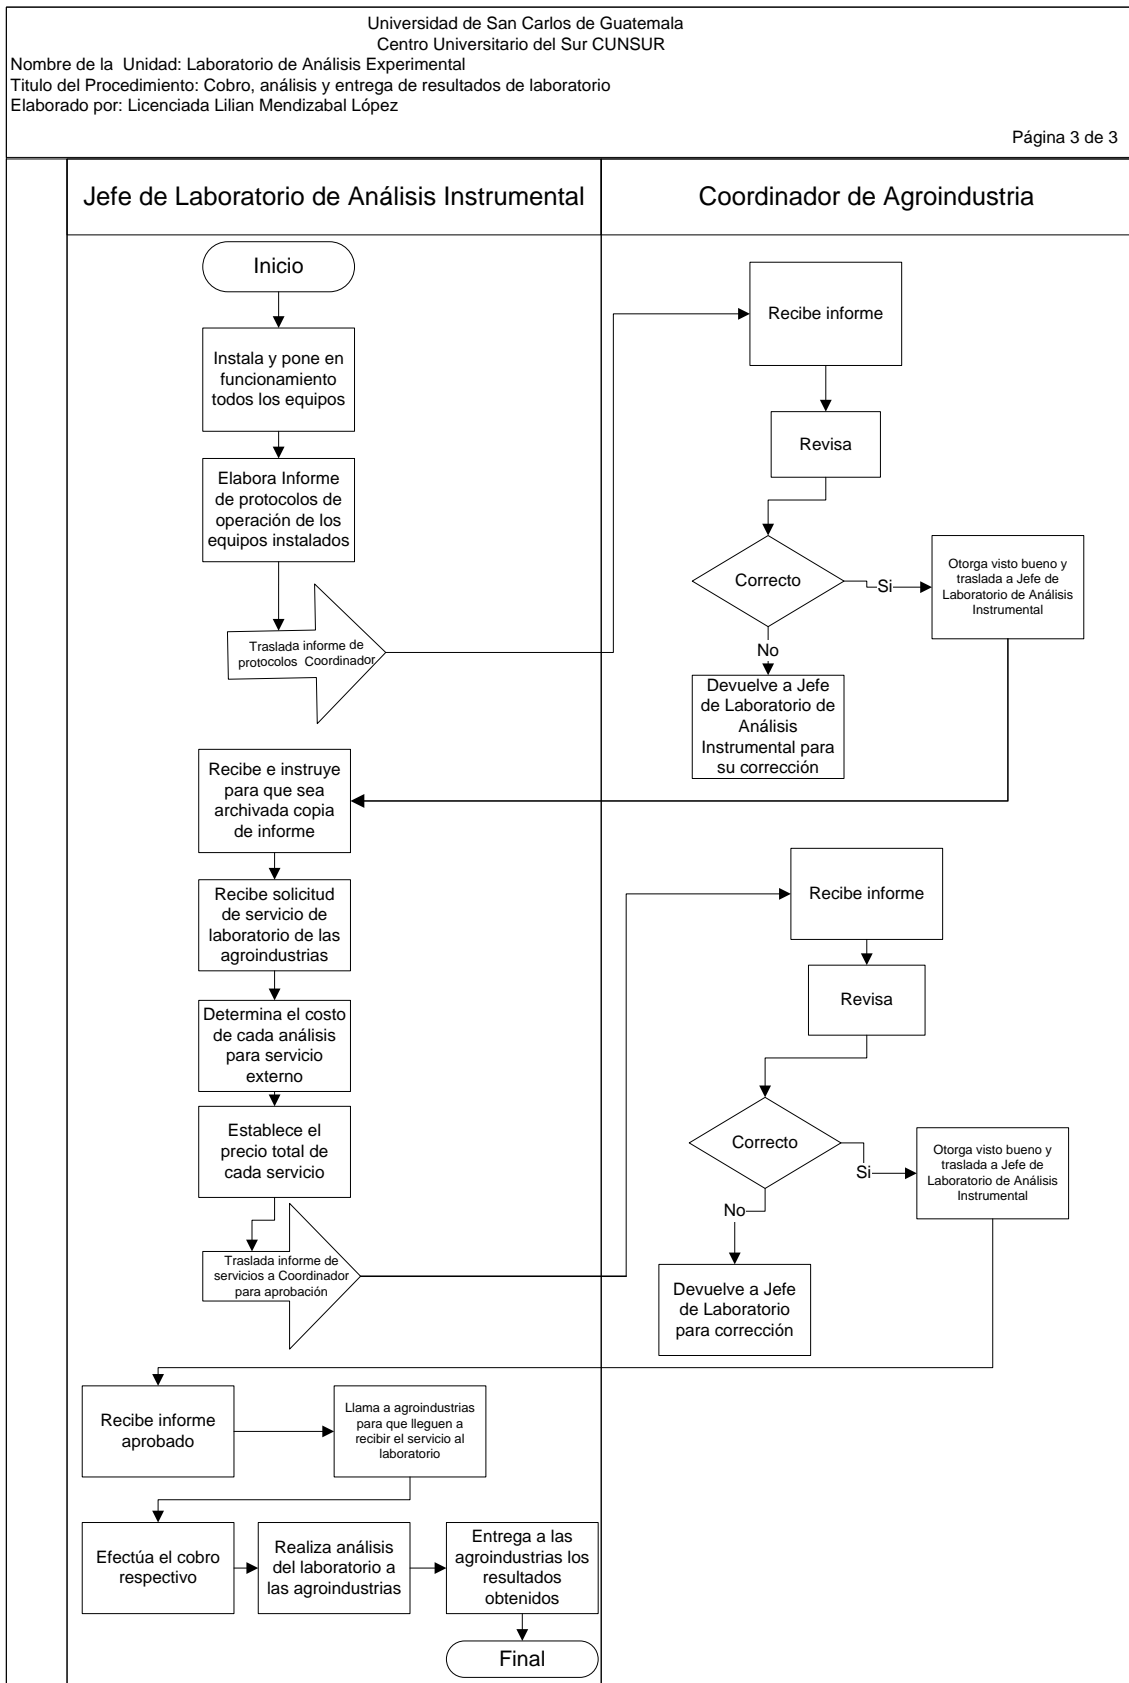 Universidad de San Carlos de Guatemala
Centro Universitario del Sur CUNSUR
Nombre de la Unidad: Laboratorio de Análisis Experimental
Titulo del Procedimiento: Cobro, análisis y entrega de resultados de laboratorio
Elaborado por: Licenciada Lilian Mendizabal López
Página 3 de 3
Jefe de Laboratorio de Análisis Instrumental
Coordinador de Agroindustria
Inicio
Instala y pone en
funcionamiento
todos los equipos
Elabora Informe
de protocolos de
operación de los
equipos instalados
Traslada informe de
protocolos Coordinador
Recibe informe
Revisa
Correcto
Si
Otorga visto bueno y
traslada a Jefe de
Laboratorio de Análisis
Instrumental
No
Devuelve a Jefe
de Laboratorio de
Análisis
Instrumental para
su corrección
Recibe e instruye
para que sea
archivada copia
de informe
Recibe solicitud
de servicio de
laboratorio de las
agroindustrias
Determina el costo
de cada análisis
para servicio
externo
Establece el
precio total de
cada servicio
Traslada informe de
servicios a Coordinador
para aprobación
Recibe informe
Revisa
Correcto
Si
Otorga visto bueno y
traslada a Jefe de
Laboratorio de Análisis
Instrumental
No
Devuelve a Jefe
de Laboratorio
para corrección
Recibe informe
aprobado
Llama a agroindustrias
para que lleguen a
recibir el servicio al
laboratorio
Efectúa el cobro
respectivo
Realiza análisis
del laboratorio a
las agroindustrias
Entrega a las
agroindustrias los
resultados
obtenidos
Final